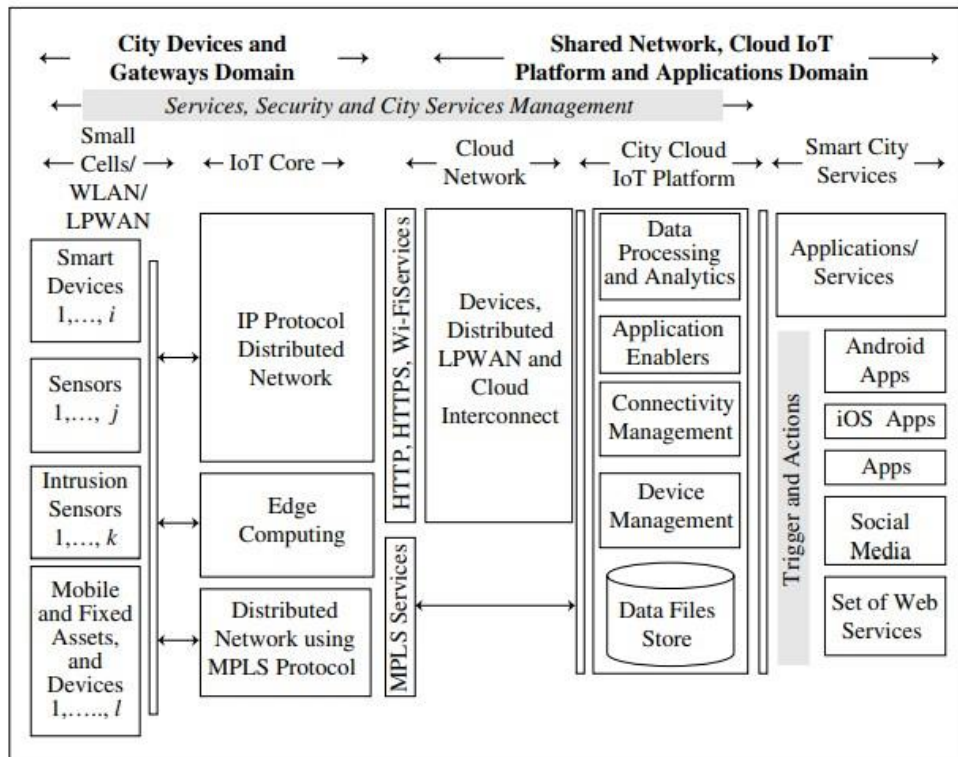 City Devices and
Gateways Domain
Shared Network, Cloud IoT
Platform and Applications Domain
Services, Security and City Services Management
Small
Cells/
WLAN/
LPWAN
IoT Core
Cloud
Network
City Cloud
IoT Platform
Smart City
Services
Smart
Devices
1,…, i
Sensors
1,…, j
Intrusion
Sensors
1,…, k
Mobile
and Fixed
Assets,
and
Devices
1,….., l
IP Protocol
Distributed
Network
Edge
Computing
Distributed
Network using
MPLS Protocol
HTTP, HTTPS, Wi-FiServices
MPLS Services
Devices,
Distributed
LPWAN and
Cloud
Interconnect
Data
Processing
and Analytics
Application
Enablers
Connectivity
Management
Device
Management
Data Files
Store
Applications/
Services
Trigger and Actions
Android
Apps
iOS Apps
Apps
Social
Media
Set of Web
Services